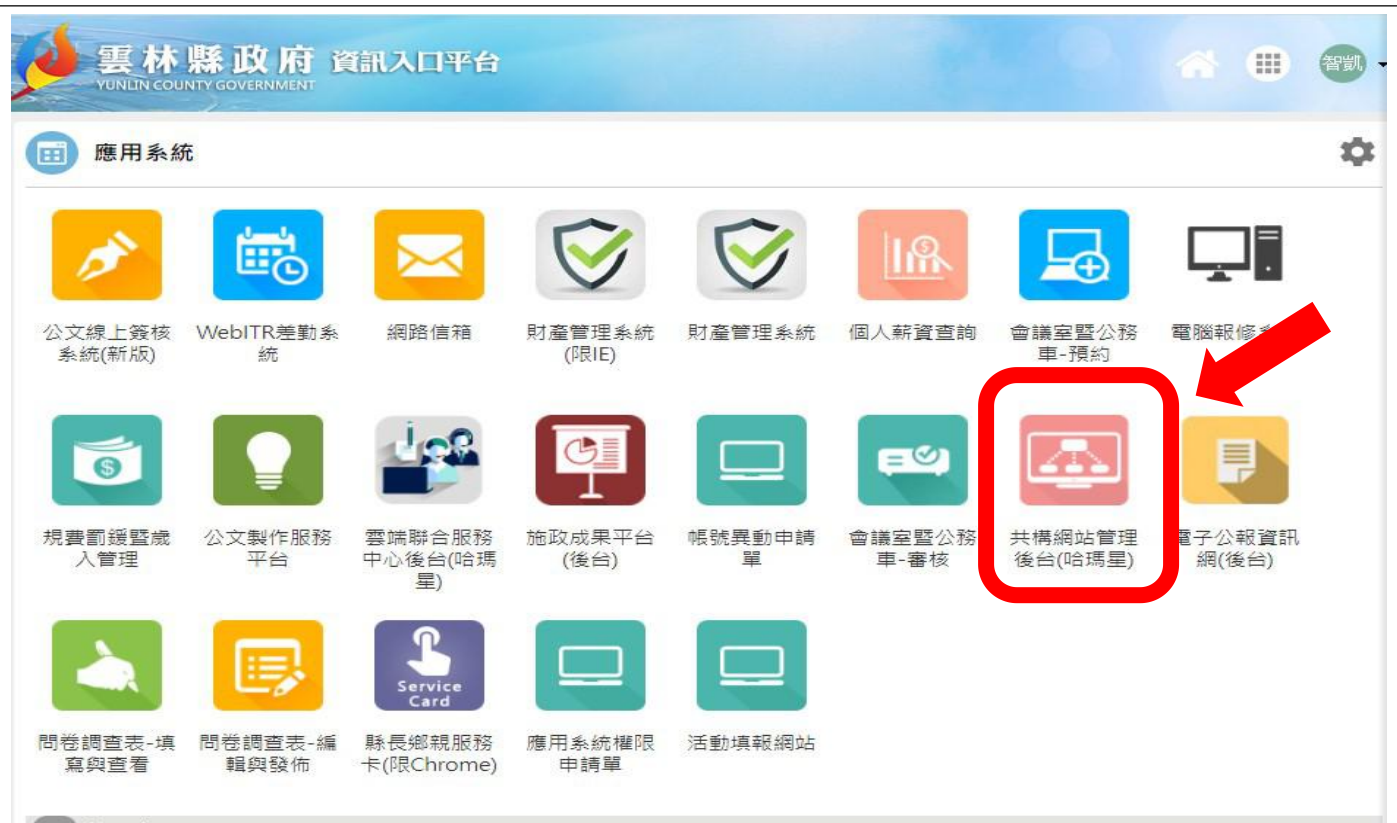 雲林縣政府 資訊入口平台
YUNLIN COUNTY GOVERNMENT
智凱
應用系統
公文線上簽核
系統(新版)
WebITR差勤系
統
網路信箱
財產管理系統
(限IE)
財產管理系統
個人薪資查詢
會議室暨公務
車-預約
電腦報修
規費罰鍰暨歲
入管理
公文製作服務
平台
雲端聯合服務
中心後台(哈瑪
星)
施政成果平台
(後台)
帳號異動申請
單
會議室暨公務
車-審核
共構網站管理
後台(哈瑪星)
電子公報資訊
網(後台)
Service
Card
問卷調查表-填
寫與查看
問卷調查表-編
輯與發佈
縣長鄉親服務
卡(限Chrome)
應用系統權限
申請單
活動填報網站